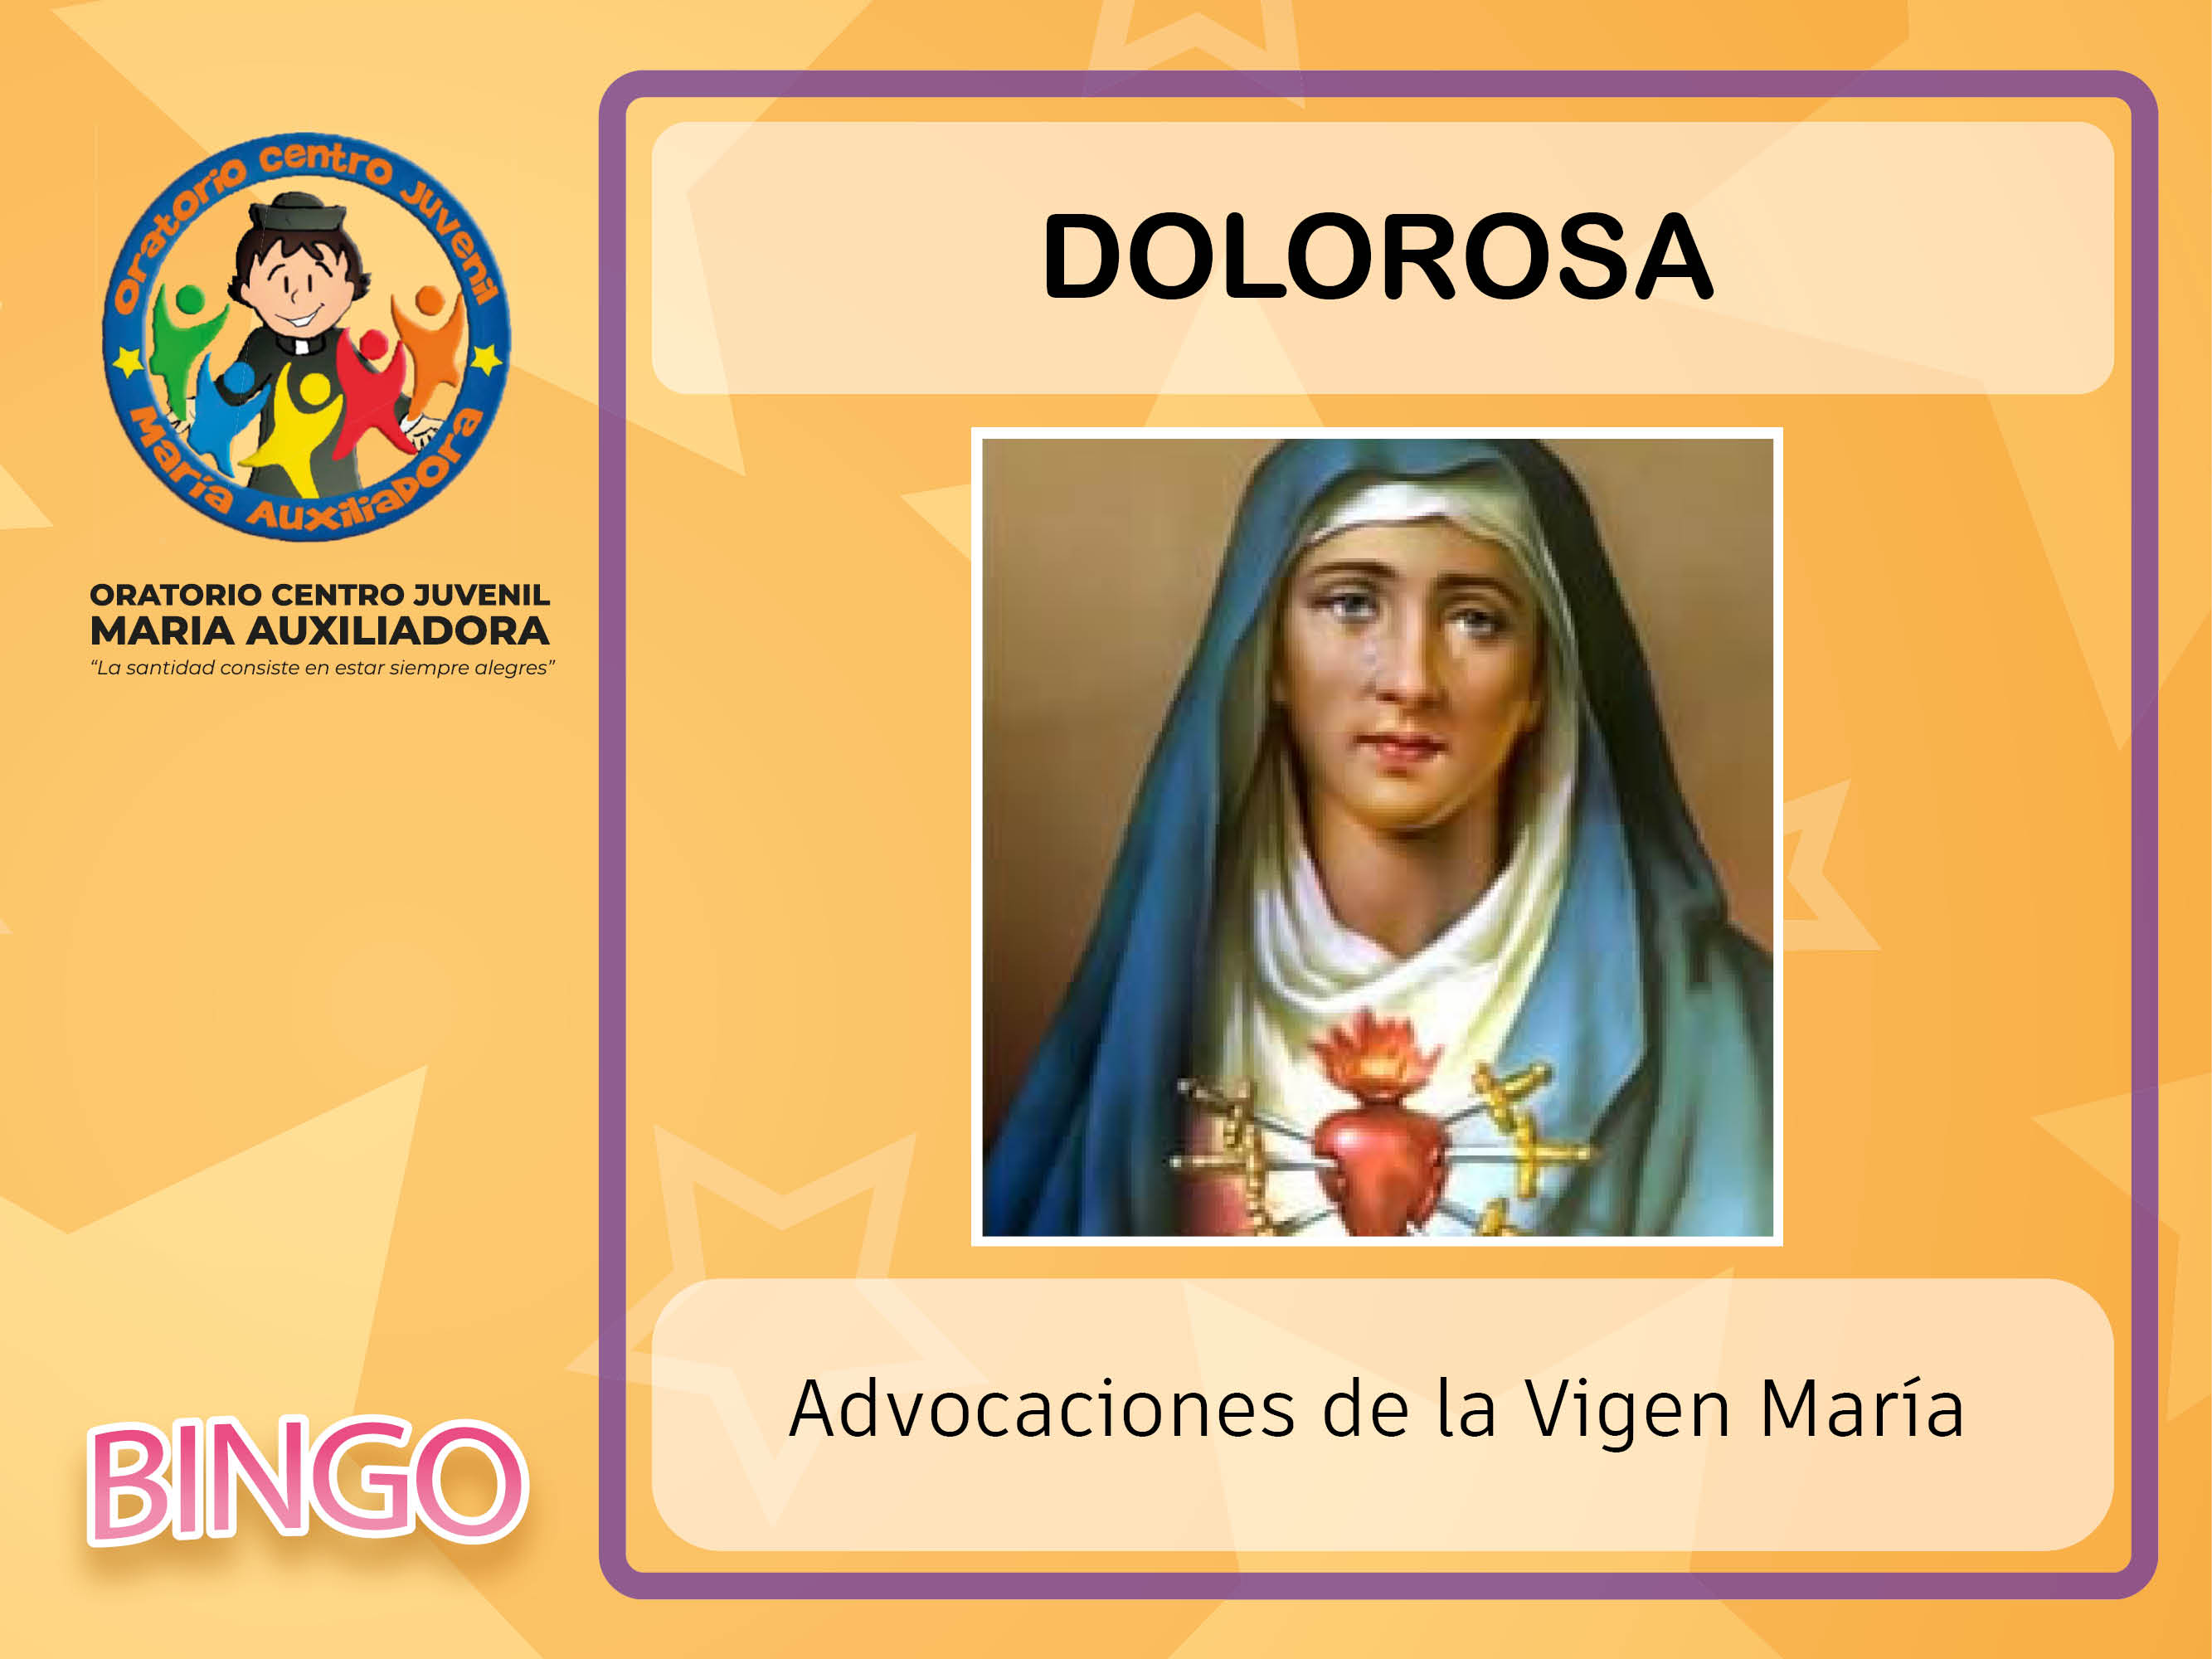 Oratorio Centro Juvenil
María Auxiliadora
ORATORIO CENTRO JUVENIL
MARIA AUXILIADORA
“La santidad consiste en estar siempre alegres”
BINGO
DOLOROSA
Advocaciones de la Vigen María